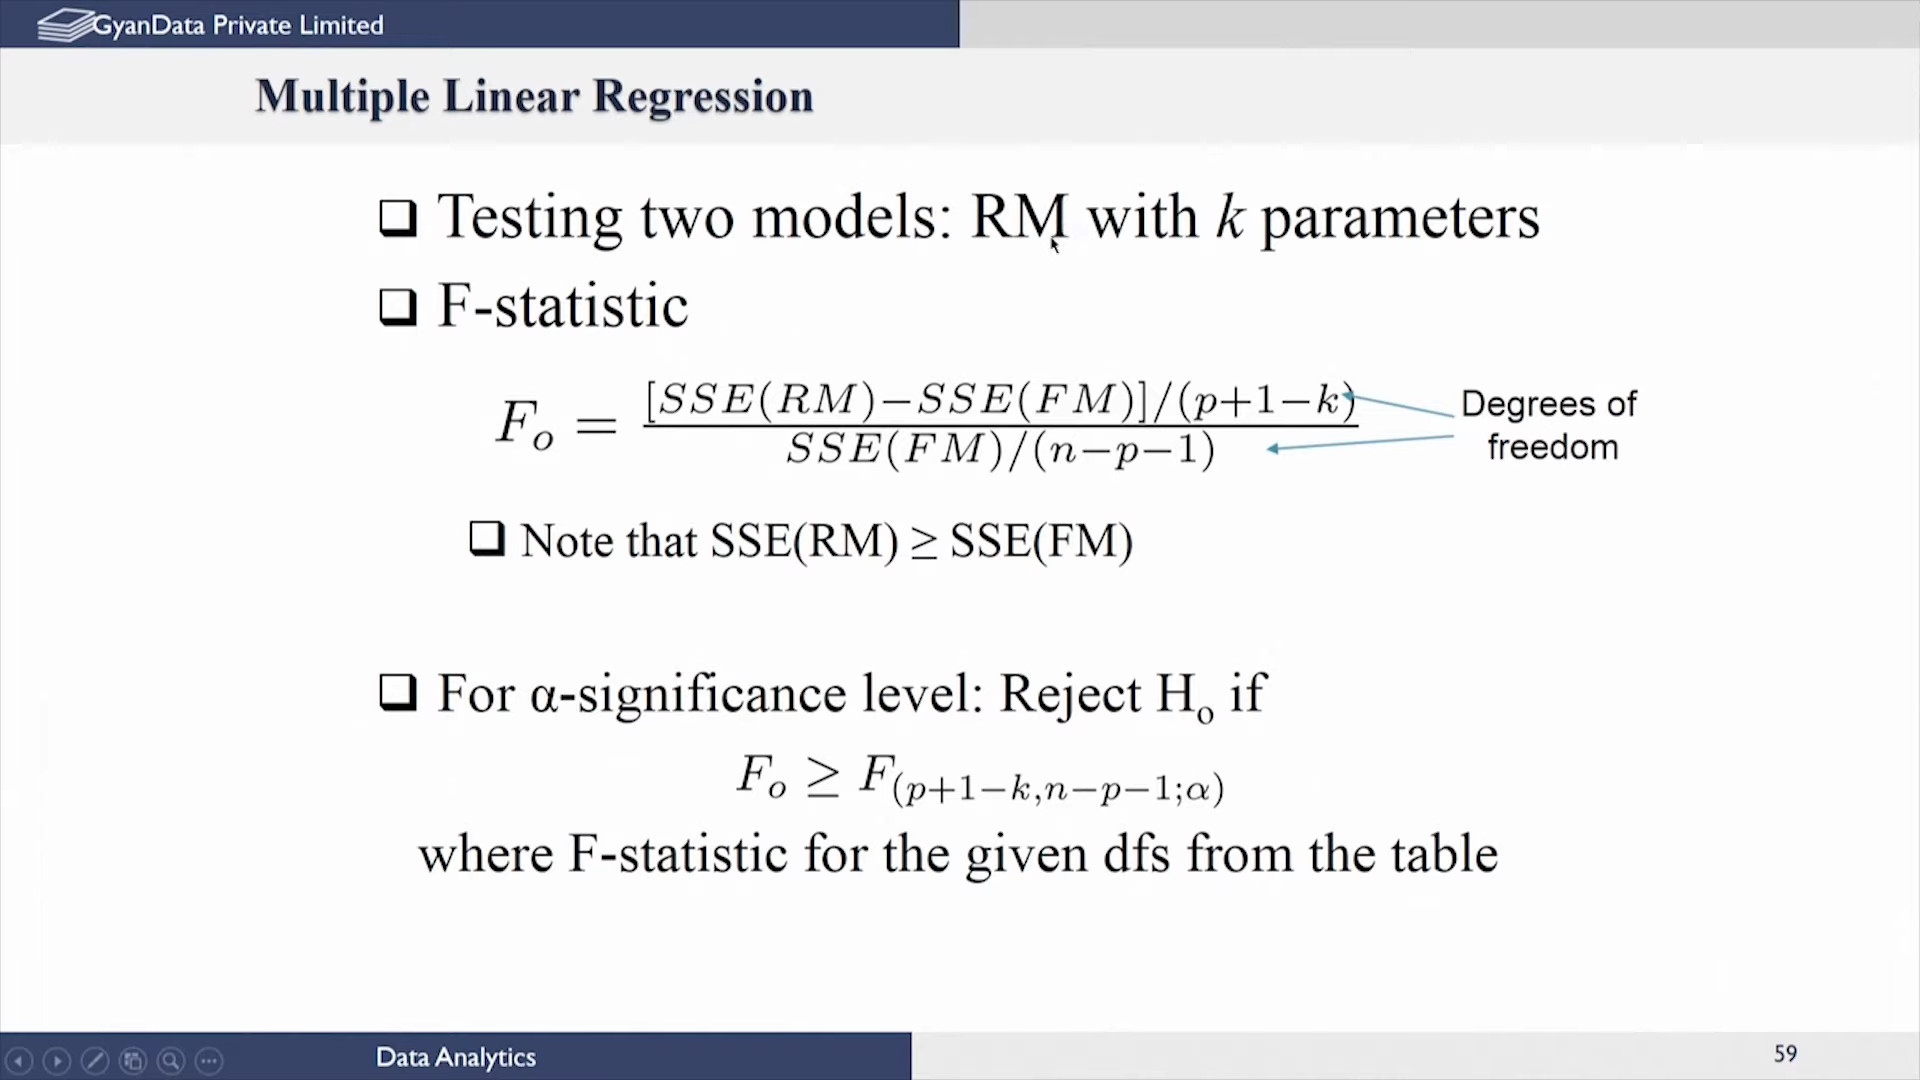 GyanData Private Limited
Multiple Linear Regression
❑ Testing two models: RM with k parameters
❑ F-statistic
F_o = [SSE(RM)−SSE(FM)]/(p+1−k) / SSE(FM)/(n−p−1)
Degrees of
freedom
❑ Note that SSE(RM) ≥ SSE(FM)
❑ For α-significance level: Reject H_o if
F_o ≥ F_(p+1−k,n−p−1;α)
where F-statistic for the given dfs from the table
Data Analytics
59